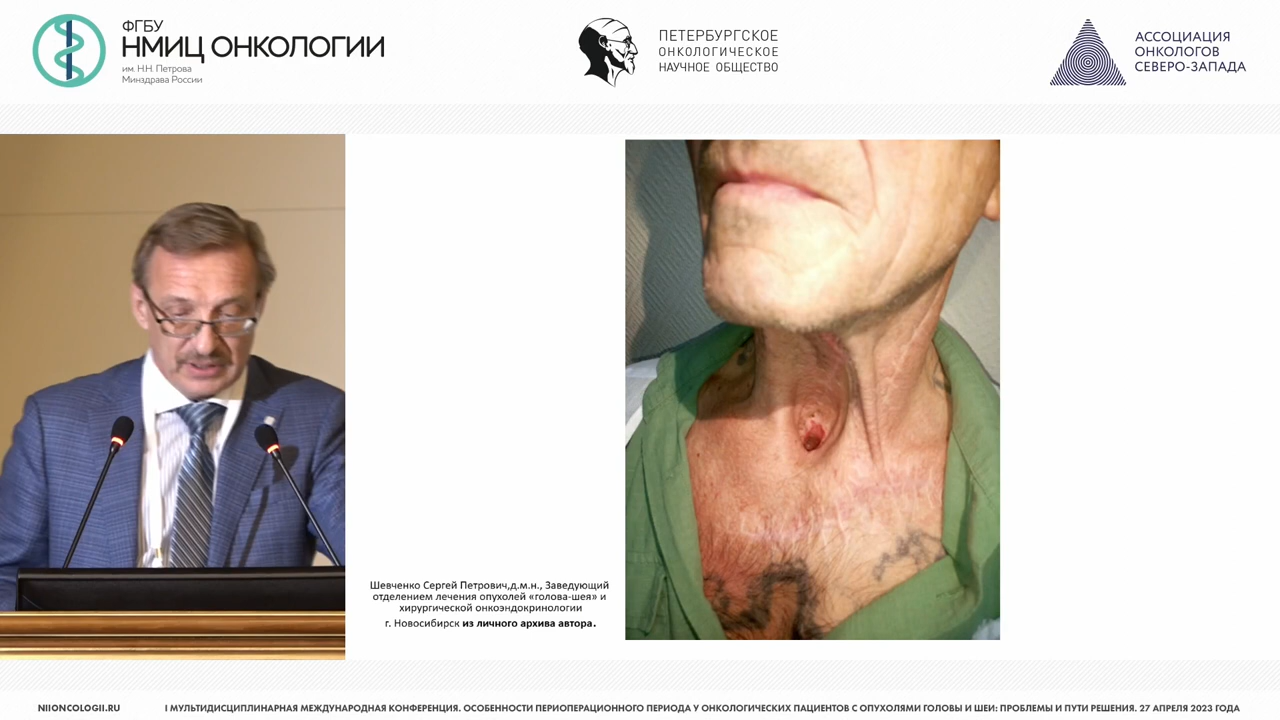 ФГБУ
НМИЦ ОНКОЛОГИИ
им. Н.Н. Петрова
Минздрава России
ПЕТЕРБУРГСКОЕ
ОНКОЛОГИЧЕСКОЕ
НАУЧНОЕ ОБЩЕСТВО
АССОЦИАЦИЯ
ОНКОЛОГОВ
СЕВЕРО-ЗАПАДА
Шевченко Сергей Петрович,д.м.н., Заведующий
отделением лечения опухолей «голова-шея» и
хирургической онкоэндокринологии
г. Новосибирск из личного архива автора.
NIIONCOLOGII.RU
I МУЛЬТИДИСЦИПЛИНАРНАЯ МЕЖДУНАРОДНАЯ КОНФЕРЕНЦИЯ. ОСОБЕННОСТИ ПЕРИОПЕРАЦИОННОГО ПЕРИОДА У ОНКОЛОГИЧЕСКИХ ПАЦИЕНТОВ С ОПУХОЛЯМИ ГОЛОВЫ И ШЕИ: ПРОБЛЕМЫ И ПУТИ РЕШЕНИЯ. 27 АПРЕЛЯ 2023 ГОДА